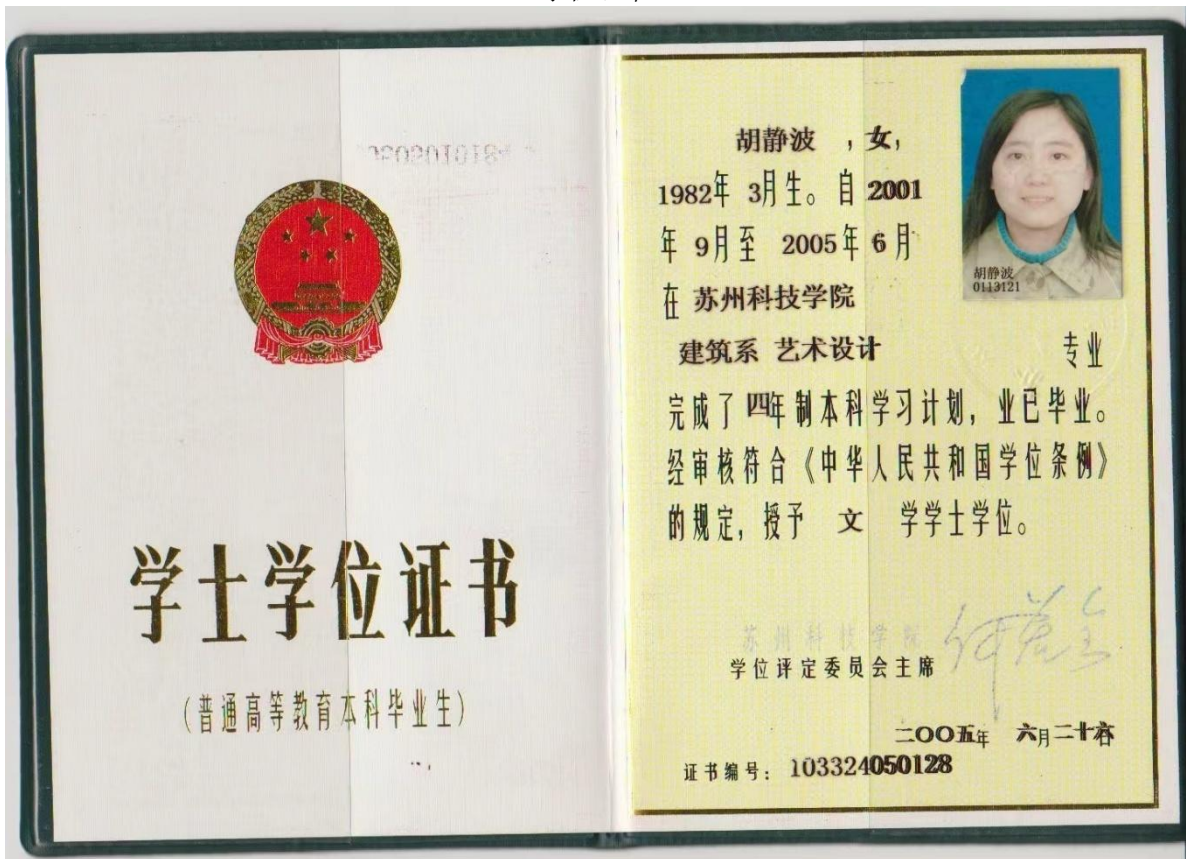 学士学位证书
(普通高等教育本科毕业生)
胡静波 ,女,
1982年 3月生。自 2001
年 9月至 2005年 6月
在 苏州科技学院
建筑系 艺术设计 专业
完成了四年制本科学习计划,业已毕业。
经审核符合《中华人民共和国学位条例》
的规定,授予 文 学学士学位。
胡静波
0113121
苏州科技学院
学位评定委员会主席
二〇〇五年 六月二十六日
证书编号:103324050128